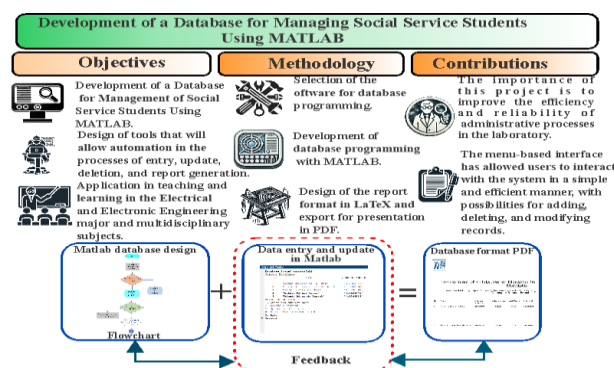 Development of a Database for Managing Social Service Students
Using MATLAB
Objectives
Development of a Database
for Management of Social
Service Students Using
MATLAB.
Design of tools that will
allow automation in the
processes of entry, update,
deletion, and report generation.
Application in teaching and
learning in the Electrical
and Electronic Engineering
major and multidisciplinary
subjects.
Methodology
Selection of the
oftware for database
programming.
Development of
database programming
with MATLAB.
Design of the report
format in LaTeX and
export for presentation
in PDF.
Contributions
The importance of
this project is to
improve the efficiency
and reliability of
administrative processes
in the laboratory.
The menu-based interface
has allowed users to interact
with the system in a simple
and efficient manner, with
possibilities for adding,
deleting, and modifying
records.
Matlab database design
Flowchart
+
Data entry and update
in Matlab
=
Database format PDF
Feedback